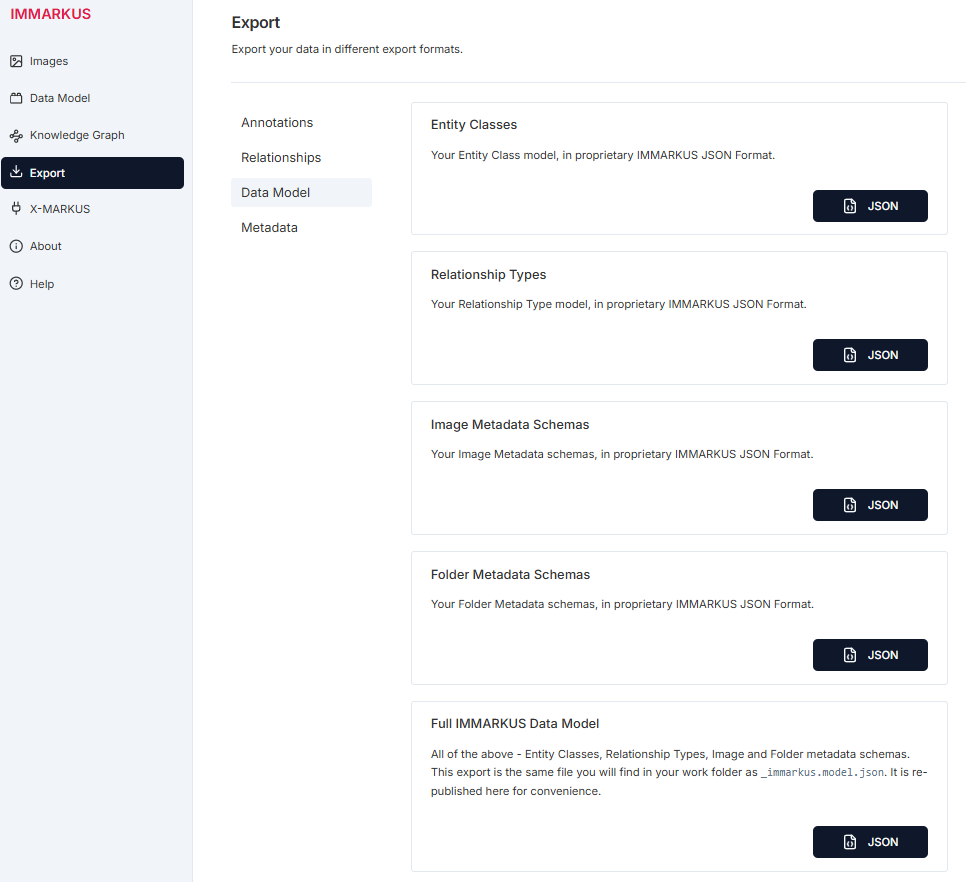 IMMARKUS
Images
Data Model
Knowledge Graph
Export
X-MARKUS
About
Help
Export
Export your data in different export formats.
Annotations
Relationships
Data Model
Metadata
Entity Classes
Your Entity Class model, in proprietary IMMARKUS JSON Format.
JSON
Relationship Types
Your Relationship Type model, in proprietary IMMARKUS JSON Format.
JSON
Image Metadata Schemas
Your Image Metadata schemas, in proprietary IMMARKUS JSON Format.
JSON
Folder Metadata Schemas
Your Folder Metadata schemas, in proprietary IMMARKUS JSON Format.
JSON
Full IMMARKUS Data Model
All of the above - Entity Classes, Relationship Types, Image and Folder metadata schemas.
This export is the same file you will find in your work folder as _immarkus.model.json. It is re-
published here for convenience.
JSON